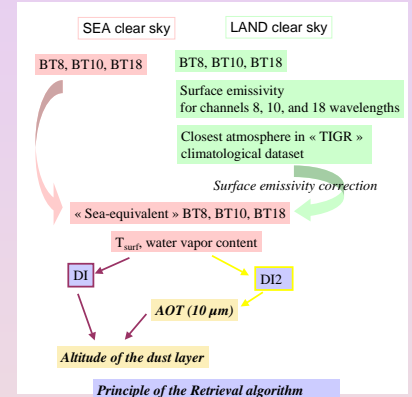 SEA clear sky
LAND clear sky
BT8, BT10, BT18
BT8, BT10, BT18
Surface emissivity
for channels 8, 10, and 18 wavelengths
Closest atmosphere in « TIGR »
climatological dataset
Surface emissivity correction
« Sea-equivalent » BT8, BT10, BT18
Tsurf, water vapor content
DI
DI2
AOT (10 µm)
Altitude of the dust layer
Principle of the Retrieval algorithm